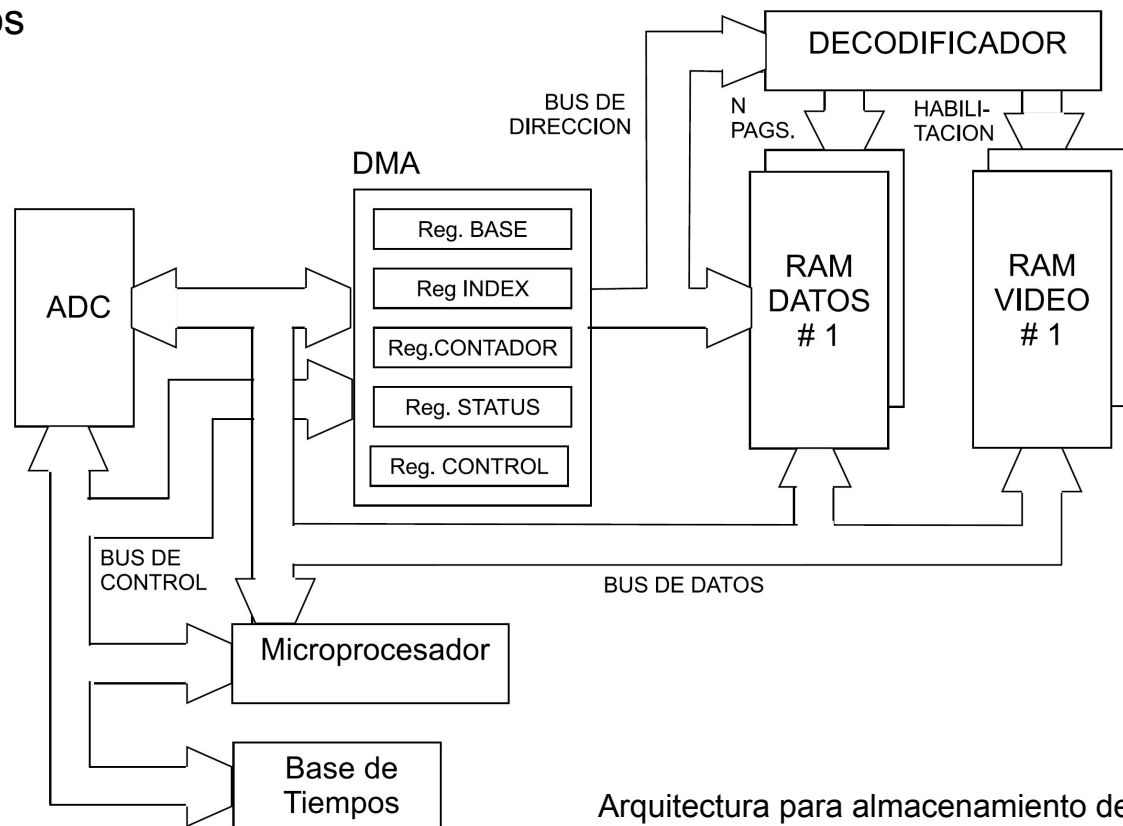 os
DECODIFICADOR
BUS DE
DIRECCION
N
PAGS.
HABILI-
TACION
DMA
Reg. BASE
Reg INDEX
Reg.CONTADOR
Reg. STATUS
Reg. CONTROL
ADC
RAM
DATOS
# 1
RAM
VIDEO
# 1
BUS DE
CONTROL
BUS DE DATOS
Microprocesador
Base de
Tiempos
Arquitectura para almacenamiento de